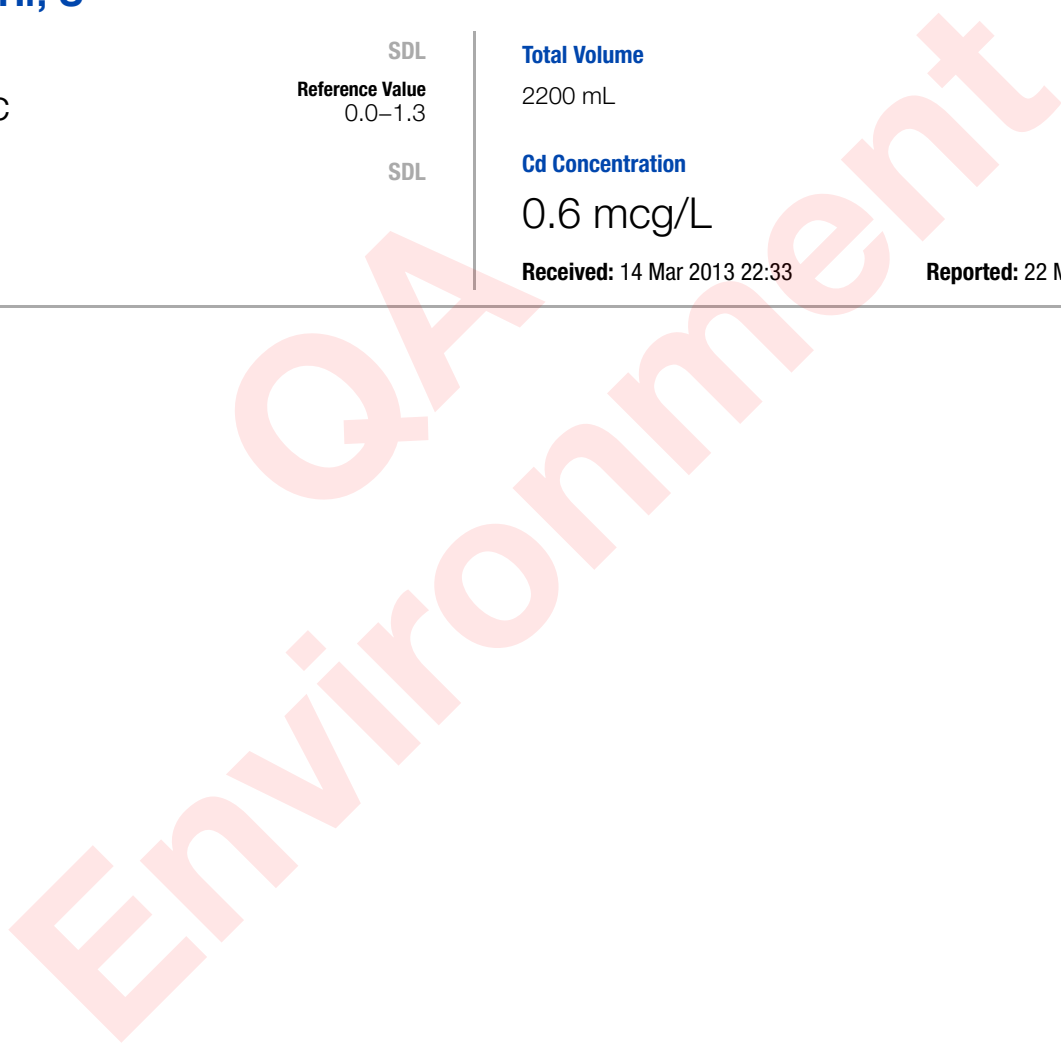 SDL
Reference Value
0.0–1.3
C
SDL
Total Volume
2200 mL
Cd Concentration
0.6 mcg/L
Received: 14 Mar 2013 22:33
Reported: 22 M
QA
Environment